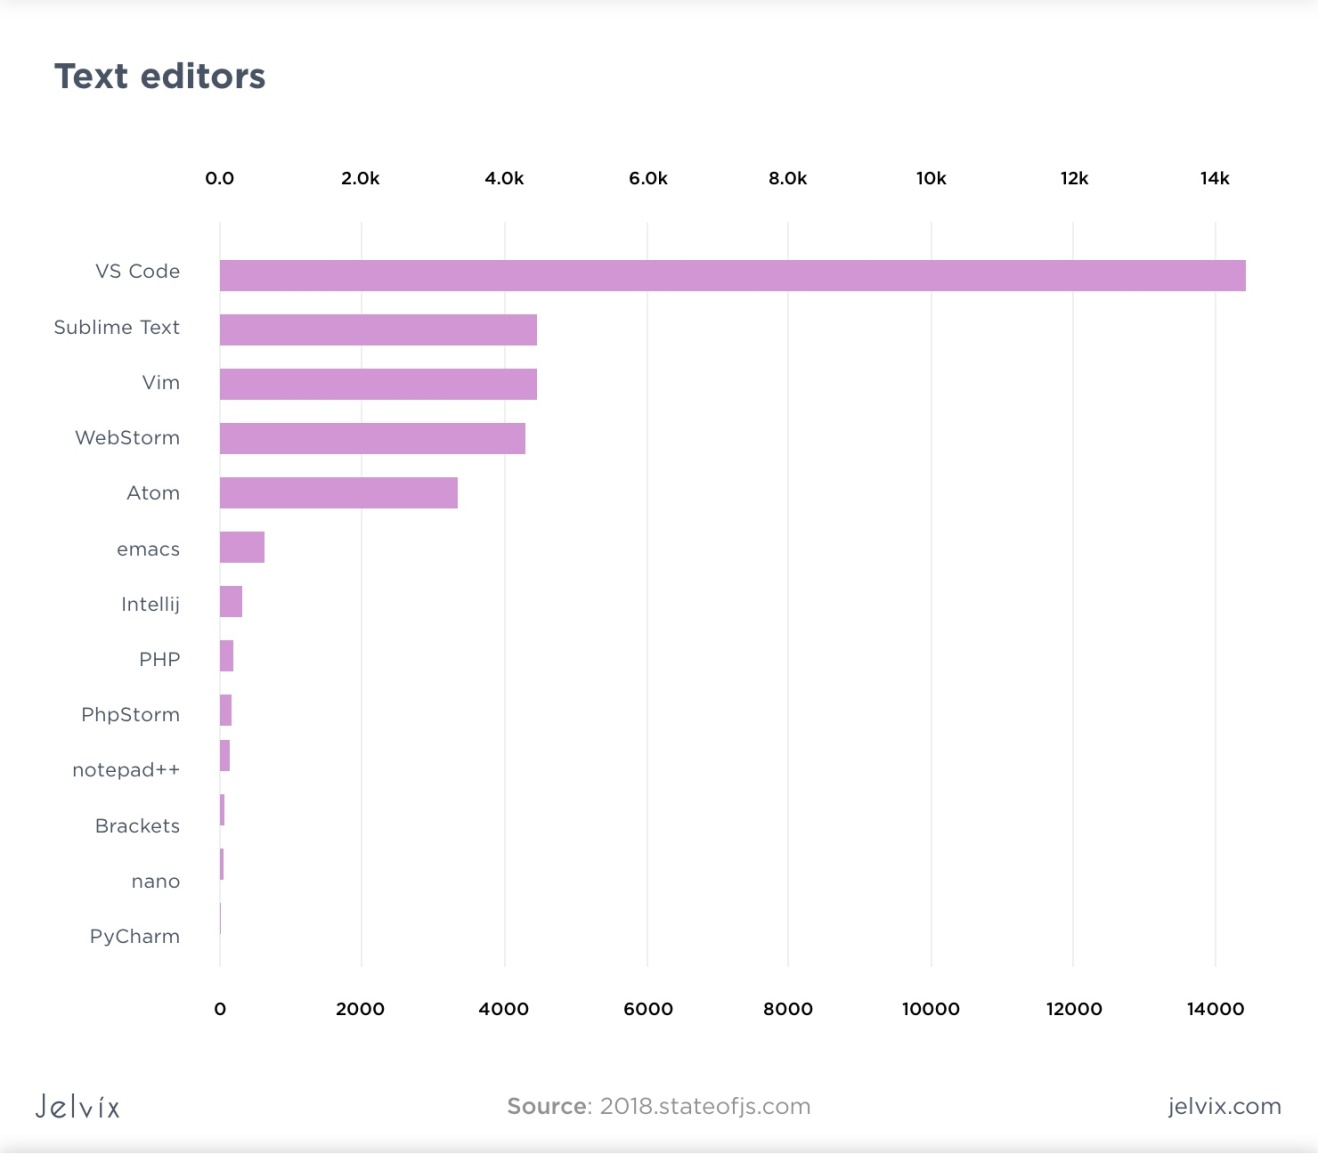 Text editors
0.0 2.0k 4.0k 6.0k 8.0k 10k 12k 14k
VS Code
Sublime Text
Vim
WebStorm
Atom
emacs
Intellij
PHP
PhpStorm
notepad++
Brackets
nano
PyCharm
0 2000 4000 6000 8000 10000 12000 14000
Jelvix Source: 2018.stateofjs.com jelvix.com